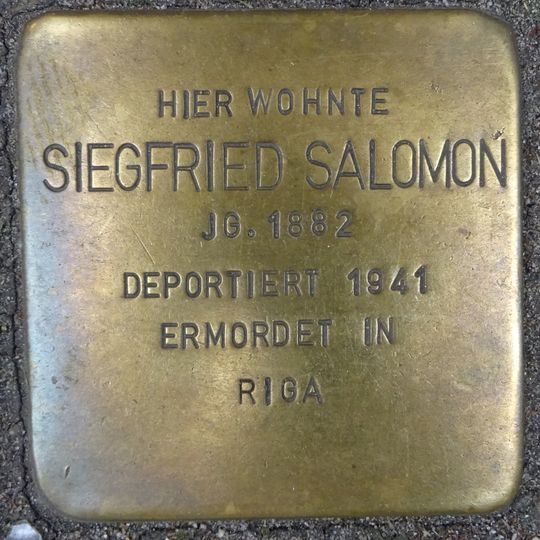 HIER WOHNTE
SIEGFRIED SALOMON
JG. 1882
DEPORTIERT 1941
ERMORDET IN
RIGA